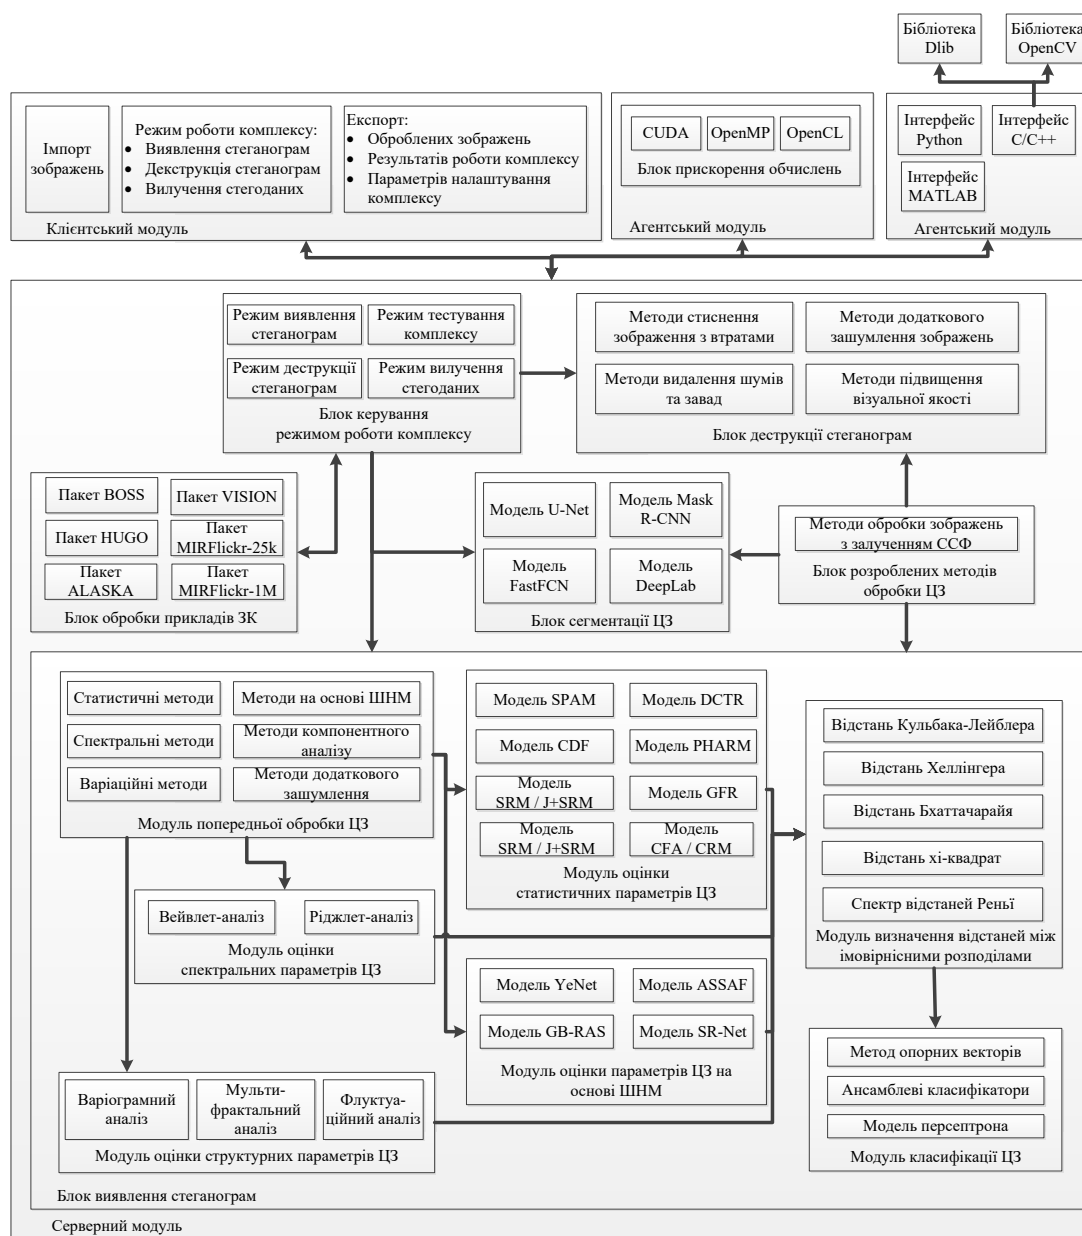 Бібліотека
Dlib
Бібліотека
OpenCV
Імпорт
зображень
Режим роботи комплексу:
• Виявлення стеганограм
• Декструкція стеганограм
• Вилучення стегоданих
Експорт:
• Оброблених зображень
• Результатів роботи комплексу
• Параметрів налаштування
комплексу
Клієнтський модуль
CUDA
OpenMP
OpenCL
Блок прискорення обчислень
Агентський модуль
Інтерфейс
Python
Інтерфейс
C/C++
Інтерфейс
MATLAB
Агентський модуль
Режим виявлення
стеганограм
Режим тестування
комплексу
Режим деструкції
стеганограм
Режим вилучення
стегоданих
Блок керування
режимом роботи комплексу
Методи стиснення
зображення з втратами
Методи додаткового
зашумлення зображень
Методи видалення шумів
та завад
Методи підвищення
візуальної якості
Блок деструкції стеганограм
Пакет BOSS
Пакет VISION
Пакет HUGO
Пакет
MIRFlickr-25k
Пакет
ALASKA
Пакет
MIRFlickr-1M
Блок обробки прикладів ЗК
Модель U-Net
Модель Mask
R-CNN
Модель
FastFCN
Модель
DeepLab
Блок сегментації ЦЗ
Методи обробки зображень
з залученням ССФ
Блок розроблених методів
обробки ЦЗ
Статистичні методи
Методи на основі ШНМ
Спектральні методи
Методи компонентного
аналізу
Варіаційні методи
Методи додаткового
зашумлення
Модуль попередньої обробки ЦЗ
Модель SPAM
Модель DCTR
Модель CDF
Модель PHARM
Модель
SRM / J+SRM
Модель GFR
Модель
SRM / J+SRM
Модель
CFA / CRM
Модуль оцінки
статистичних параметрів ЦЗ
Відстань Кульбака-Лейблера
Відстань Хеллінгера
Відстань Бхаттачарайя
Відстань хі-квадрат
Спектр відстаней Реньї
Модуль визначення відстаней між
імовірнісними розподілами
Вейвлет-аналіз
Ріджлет-аналіз
Модуль оцінки
спектральних параметрів ЦЗ
Модель YeNet
Модель ASSAF
Модель GB-RAS
Модель SR-Net
Модуль оцінки параметрів ЦЗ на
основі ШНМ
Метод опорних векторів
Ансамблеві класифікатори
Модель персептрона
Модуль класифікації ЦЗ
Варіограмний
аналіз
Мульти-
фрактальний
аналіз
Флуктуа-
ційний аналіз
Модуль оцінки структурних параметрів ЦЗ
Блок виявлення стеганограм
Серверний модуль